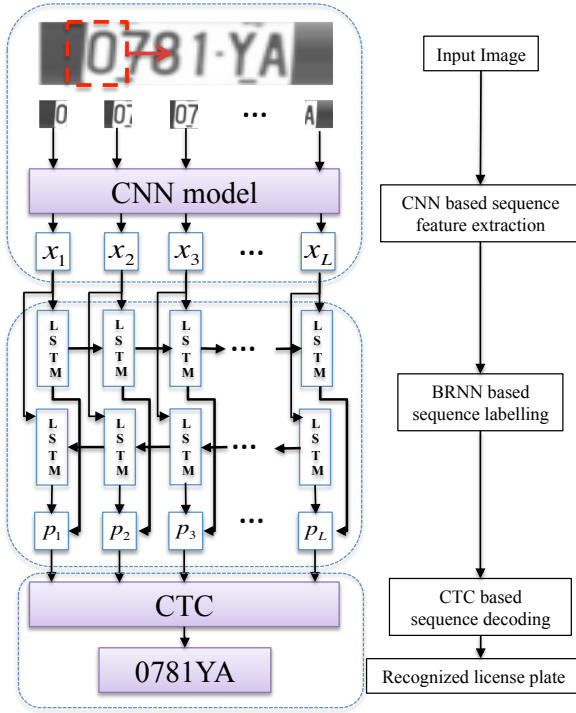 0781·YA
Input Image
0 0 07 ... A
CNN model
CNN based sequence
feature extraction
x1 x2 x3 ... xL
LSTM LSTM LSTM ... LSTM
BRNN based
sequence labelling
LSTM LSTM LSTM ... LSTM
p1 p2 p3 ... pL
CTC
CTC based
sequence decoding
0781YA
Recognized license plate